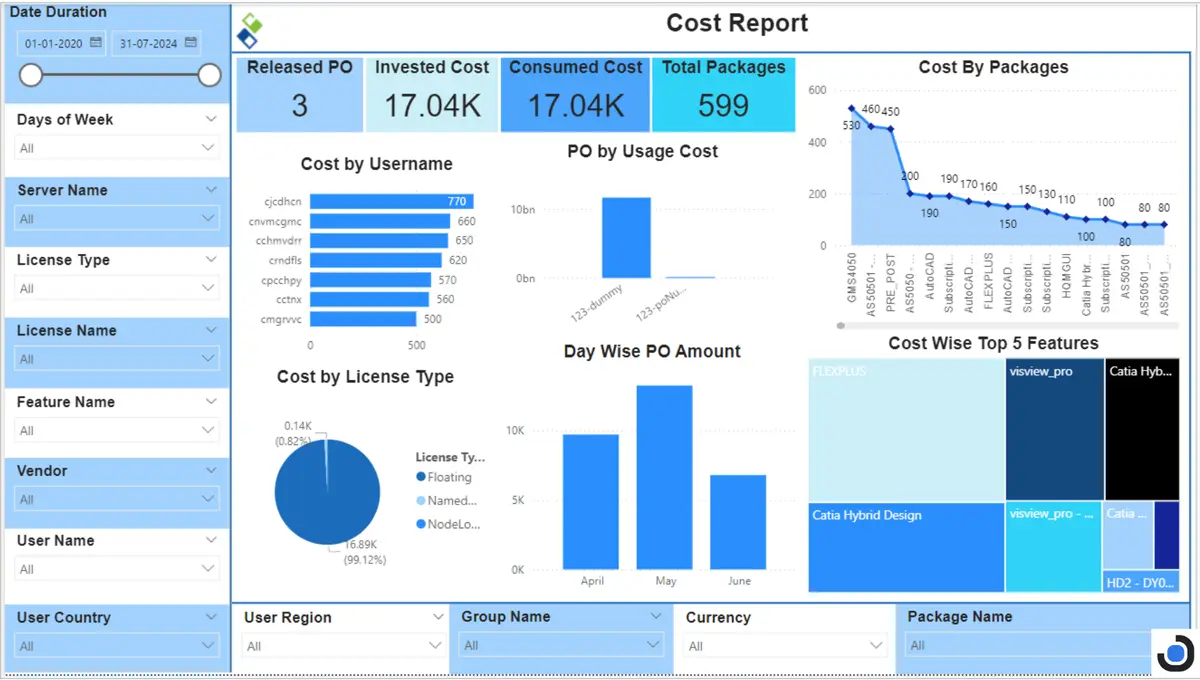 Date Duration
01-01-2020
31-07-2024
Days of Week
All
Server Name
All
License Type
All
License Name
All
Feature Name
All
Vendor
All
User Name
All
User Country
All
Cost Report
Released PO
3
Invested Cost
17.04K
Consumed Cost
17.04K
Total Packages
599
Cost by Username
cjcdhcn
770
cnvmcgnc
660
cchmvdrr
650
crndfls
620
cpcchpy
570
cctnx
560
cmgrvvc
500
0
500
PO by Usage Cost
10bn
0bn
123-dummy
123-poNu...
Cost By Packages
600
400
200
0
530
460
450
200
190
190
170
160
150
150
130
110
100
100
80
80
80
GMS4050
AS50501 -...
PRE_POST
AS5050 -...
AutoCAD
Subscripti...
AutoCAD ...
FLEXPLUS
AutoCAD ...
Subscripti...
Subscripti...
HQMGUI
Catia Hybr...
Subscripti...
AS50501
AS50501_...
AS50501_...
Cost by License Type
0.14K
(0.82%)
16.89K
(99.12%)
License Ty...
Floating
Named...
NodeLo...
Day Wise PO Amount
10K
5K
0K
April
May
June
Cost Wise Top 5 Features
FLEXPLUS
visview_pro
Catia Hyb...
Catia Hybrid Design
visview_pro - ...
Catia ...
HD2 - DY0...
User Region
All
Group Name
All
Currency
All
Package Name
All